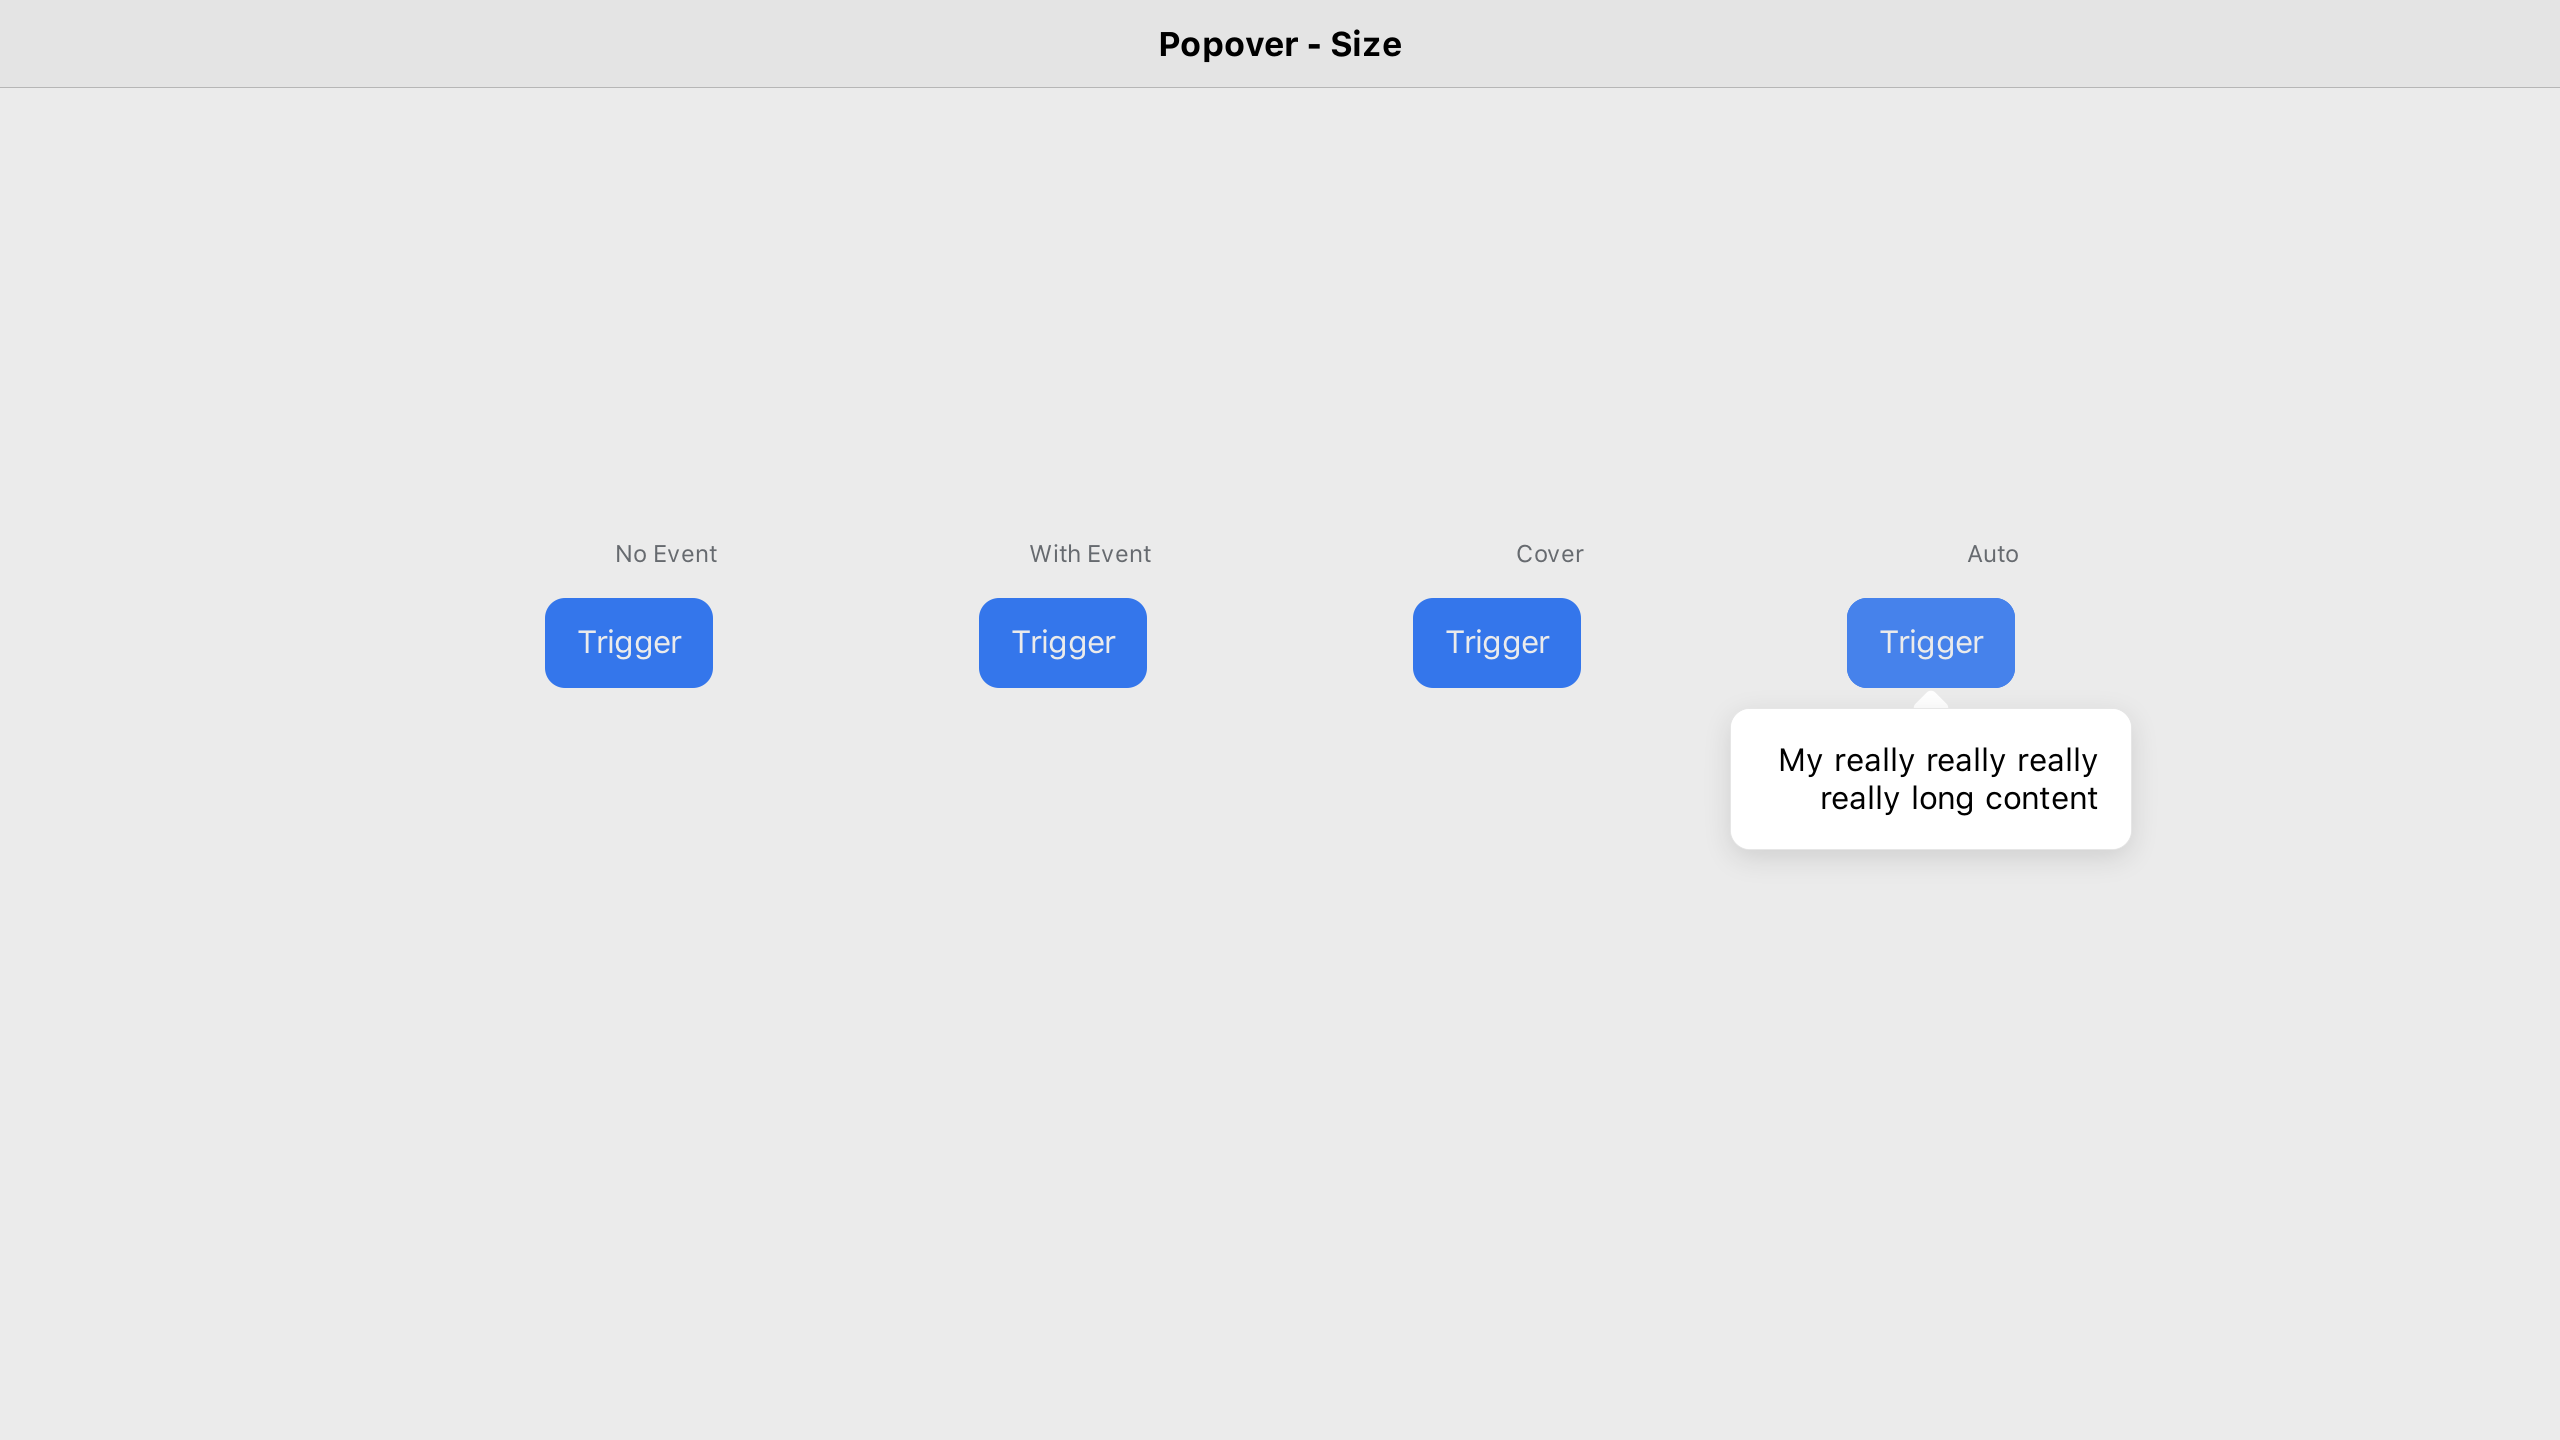 Popover - Size
No Event
With Event
Cover
Auto
Trigger
Trigger
Trigger
Trigger
My really really really
really long content